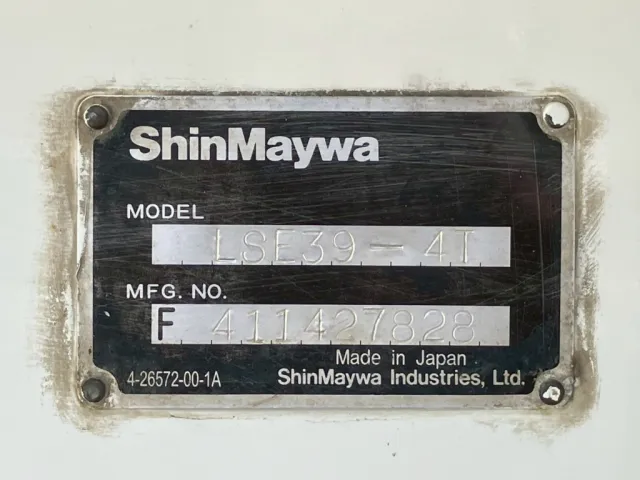 ShinMaywa
MODEL
LSE39-4T
MFG. NO.
F 411427828
Made in Japan
4-26572-00-1A ShinMaywa Industries, Ltd.